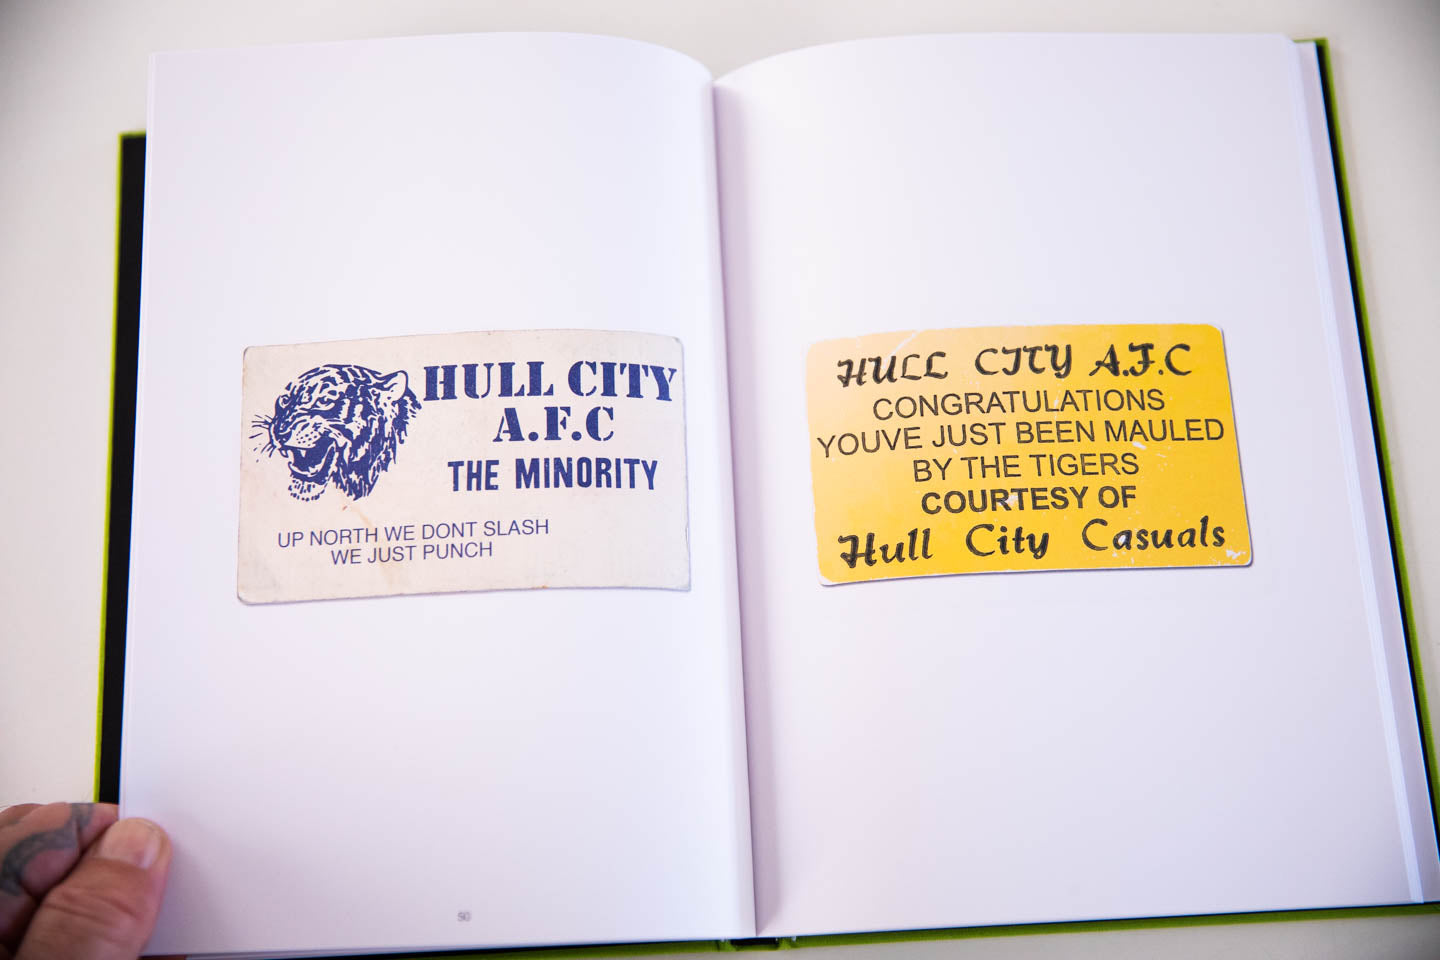 HULL CITY
A.F.C
THE MINORITY
UP NORTH WE DONT SLASH
WE JUST PUNCH
HULL CITY A.F.C
CONGRATULATIONS
YOUVE JUST BEEN MAULED
BY THE TIGERS
COURTESY OF
Hull City Casuals